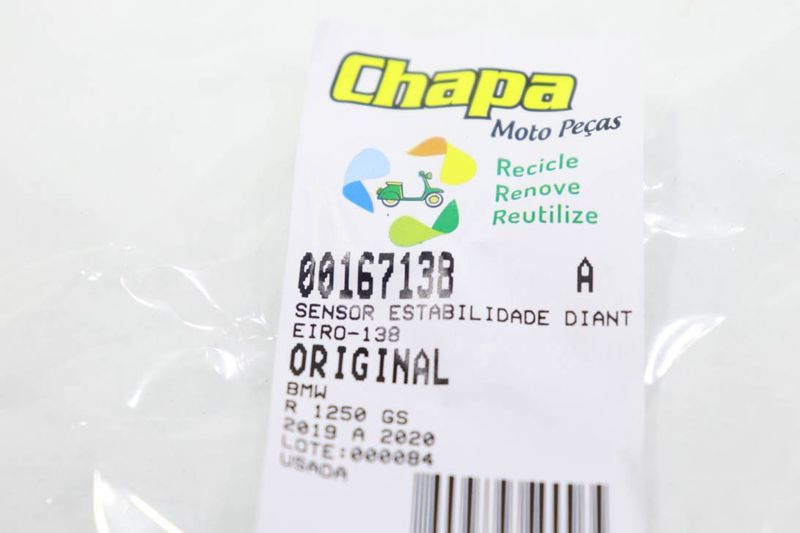 Chapa
Moto Peças
Recicle
Renove
Reutilize
00167138 A
SENSOR ESTABILIDADE DIANT
EIRO-138
ORIGINAL
BMW
R 1250 GS
2019 A 2020
LOTE:000084
USADA